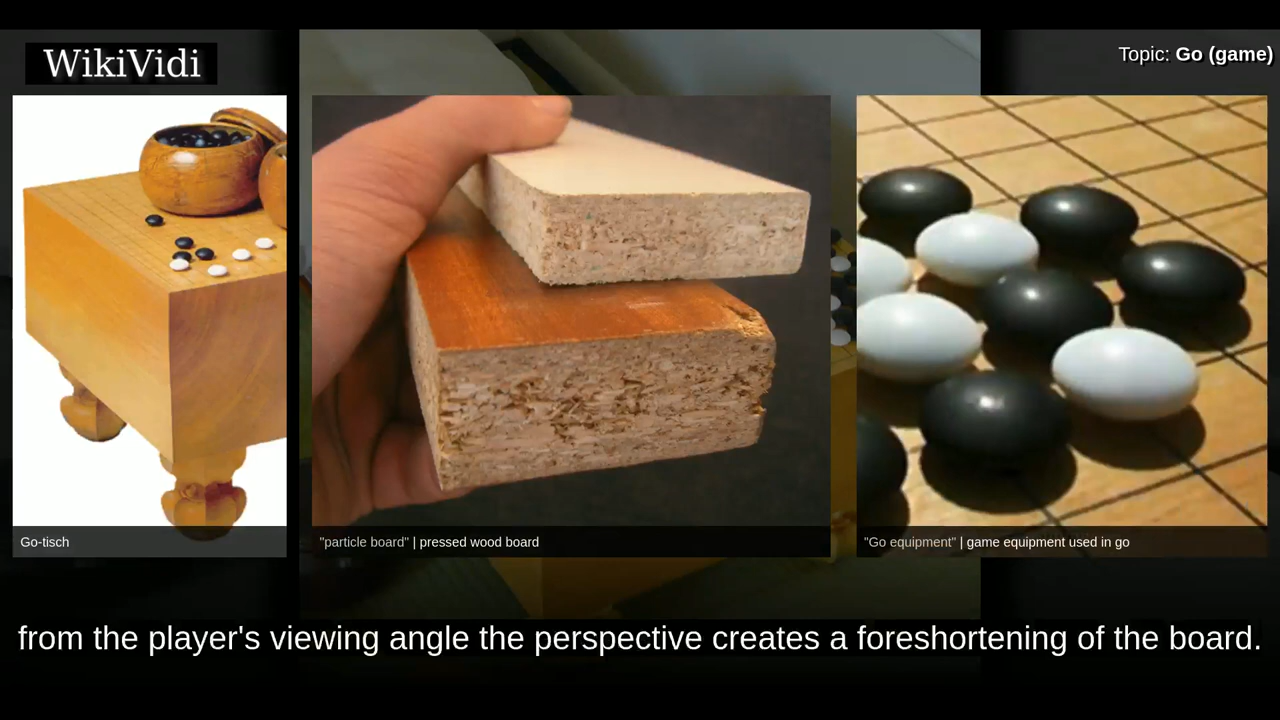 WikiVidi
Topic: Go (game)
Go-tisch
"particle board" | pressed wood board
"Go equipment" | game equipment used in go
from the player's viewing angle the perspective creates a foreshortening of the board.